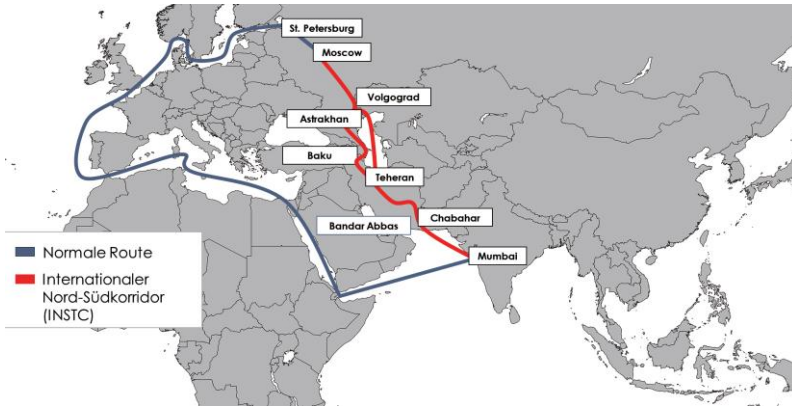 St. Petersburg
Moscow
Volgograd
Astrakhan
Baku
Teheran
Chabahar
Bandar Abbas
Mumbai
Normale Route
Internationaler
Nord-Südkorridor
(INSTC)